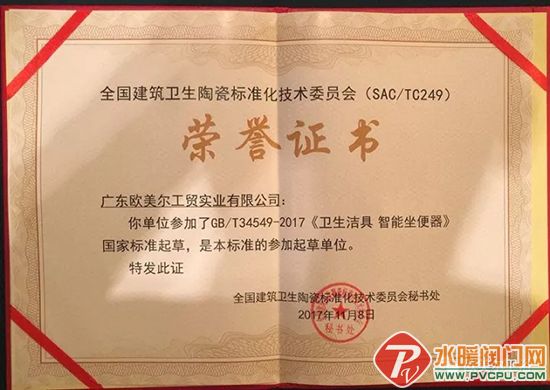 全国建筑卫生陶瓷标准化技术委员会（SAC/TC249）
荣誉证书
广东欧美尔工贸实业有限公司：
你单位参加了GB/T34549-2017《卫生洁具 智能坐便器》
国家标准起草，是本标准的参加起草单位。
特发此证
全国建筑卫生陶瓷标准化技术委员会秘书处
2017年11月8日
秘书处
PV 水暖阀门网
WWW.PVCPU.COM